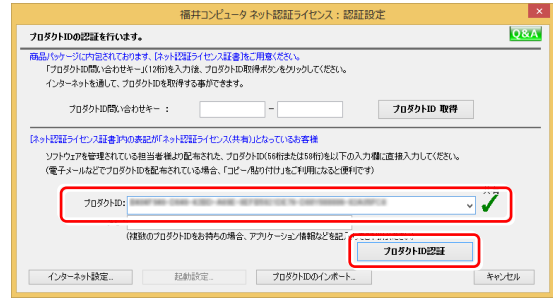 福井コンピュータ ネット認証ライセンス：認証設定
×
プロダクトIDの認証を行います。
Q&A
商品パッケージに内包されております、[ネット認証ライセンス証書]をご用意ください。
「プロダクトID問い合わせキー」(12桁)を入力後、プロダクトID取得ボタンをクリックしてください。
インターネットを通して、プロダクトIDを取得する事ができます。
プロダクトID問い合わせキー :
-
プロダクトID 取得
[ネット認証ライセンス証書]内の表記が「ネット認証ライセンス(共有)」となっているお客様
ソフトウェアを管理されている担当者様より配布された、プロダクトID(56桁または59桁)を以下の入力欄に直接入力してください。
(電子メールなどでプロダクトIDを配布されている場合、「コピー/貼り付け」をご利用になると便利です)
プロダクトID:
(複数のプロダクトIDをお持ちの場合、アプリケーション情報などを記入
プロダクトID認証
インターネット設定...
起動設定...
プロダクトIDのインポート...
キャンセル